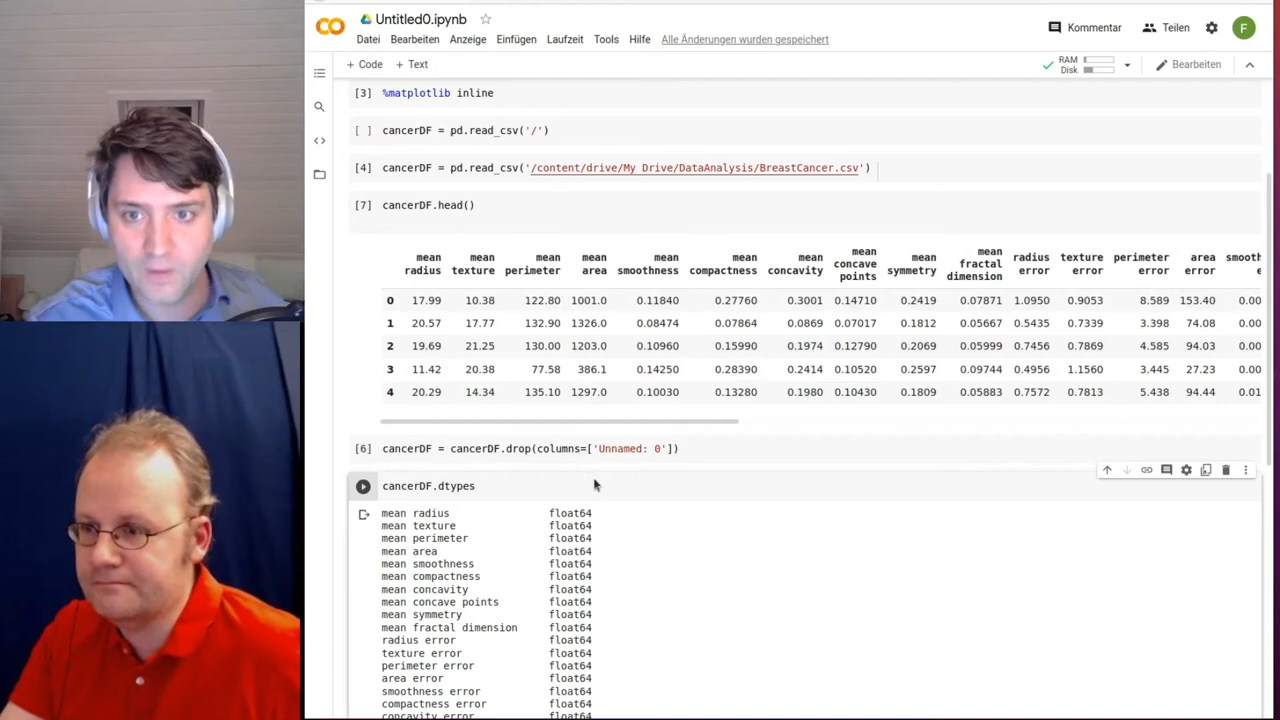 CO Untitled0.ipynb
Datei Bearbeiten Anzeige Einfügen Laufzeit Tools Hilfe Alle Änderungen wurden gespeichert
Kommentar Teilen F
+ Code + Text
RAM
Disk
Bearbeiten
[3] %matplotlib inline
[ ] cancerDF = pd.read_csv('/')
[4] cancerDF = pd.read_csv('/content/drive/My Drive/DataAnalysis/BreastCancer.csv')
[7] cancerDF.head()
mean radius mean texture mean perimeter mean area mean smoothness mean compactness mean concavity mean concave points mean symmetry mean fractal dimension radius error texture error perimeter error area error smooth
0 17.99 10.38 122.80 1001.0 0.11840 0.27760 0.3001 0.14710 0.2419 0.07871 1.0950 0.9053 8.589 153.40 0.00
1 20.57 17.77 132.90 1326.0 0.08474 0.07864 0.0869 0.07017 0.1812 0.05667 0.5435 0.7339 3.398 74.08 0.00
2 19.69 21.25 130.00 1203.0 0.10960 0.15990 0.1974 0.12790 0.2069 0.05999 0.7456 0.7869 4.585 94.03 0.00
3 11.42 20.38 77.58 386.1 0.14250 0.28390 0.2414 0.10520 0.2597 0.09744 0.4956 1.1560 3.445 27.23 0.00
4 20.29 14.34 135.10 1297.0 0.10030 0.13280 0.1980 0.10430 0.1809 0.05883 0.7572 0.7813 5.438 94.44 0.01
[6] cancerDF = cancerDF.drop(columns=['Unnamed: 0'])
cancerDF.dtypes
mean radius float64
mean texture float64
mean perimeter float64
mean area float64
mean smoothness float64
mean compactness float64
mean concavity float64
mean concave points float64
mean symmetry float64
mean fractal dimension float64
radius error float64
texture error float64
perimeter error float64
area error float64
smoothness error float64
compactness error float64
concavity error float64